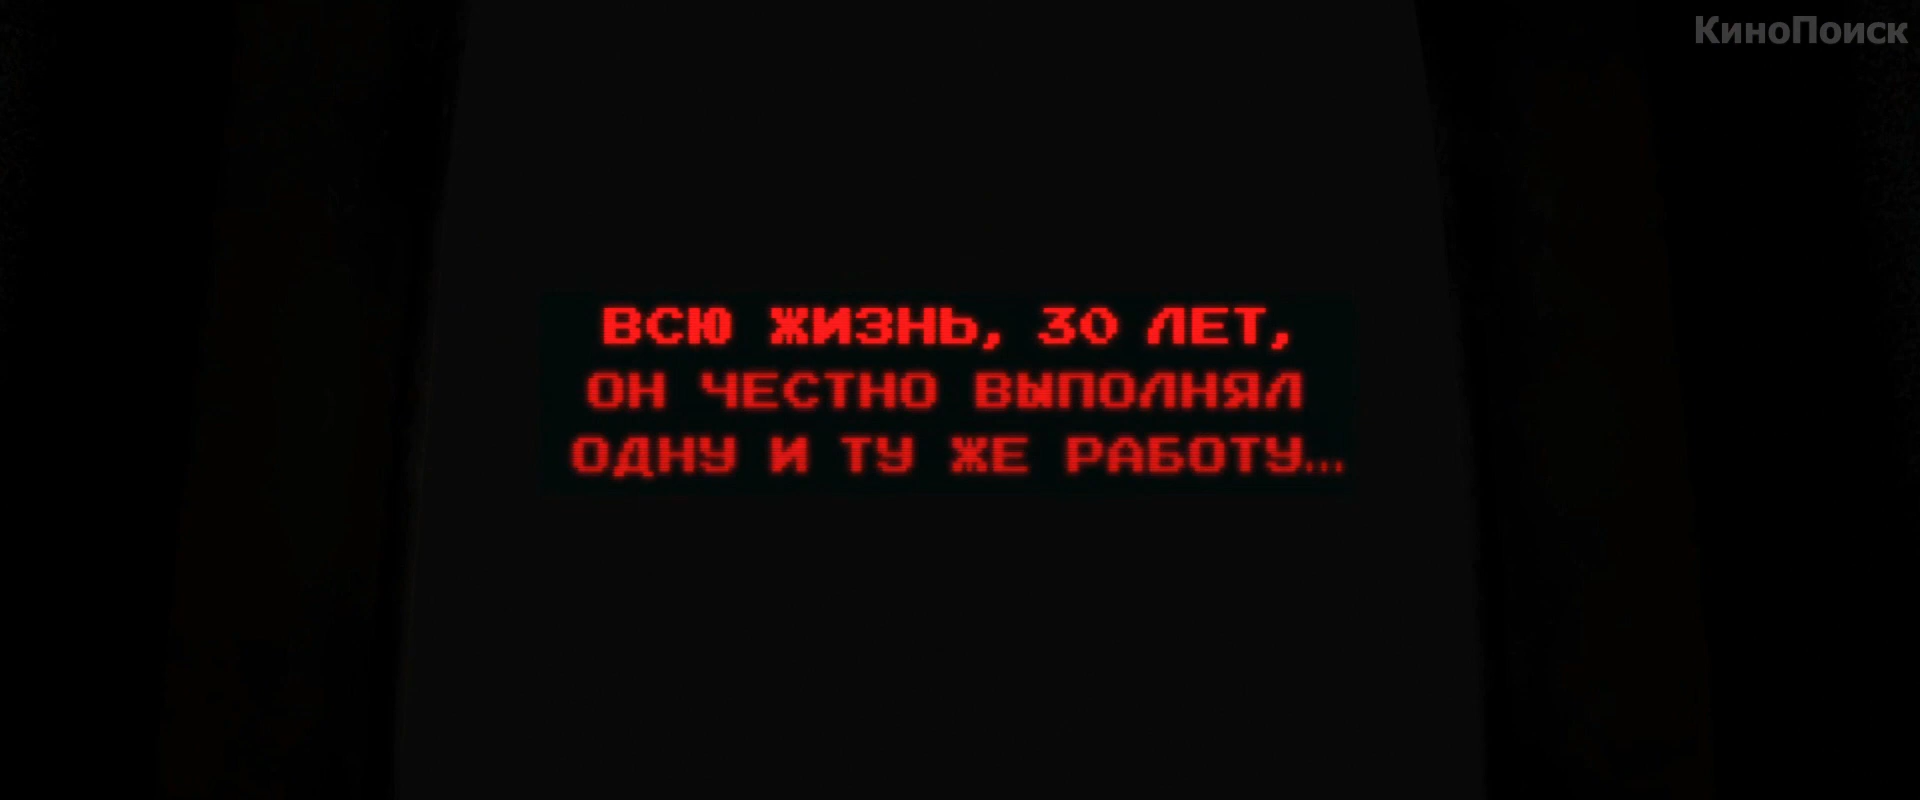 КиноПоиск
ВСЮ ЖИЗНЬ, 30 ЛЕТ,
ОН ЧЕСТНО ВЫПОЛНЯЛ
ОДНУ И ТУ ЖЕ РАБОТУ...